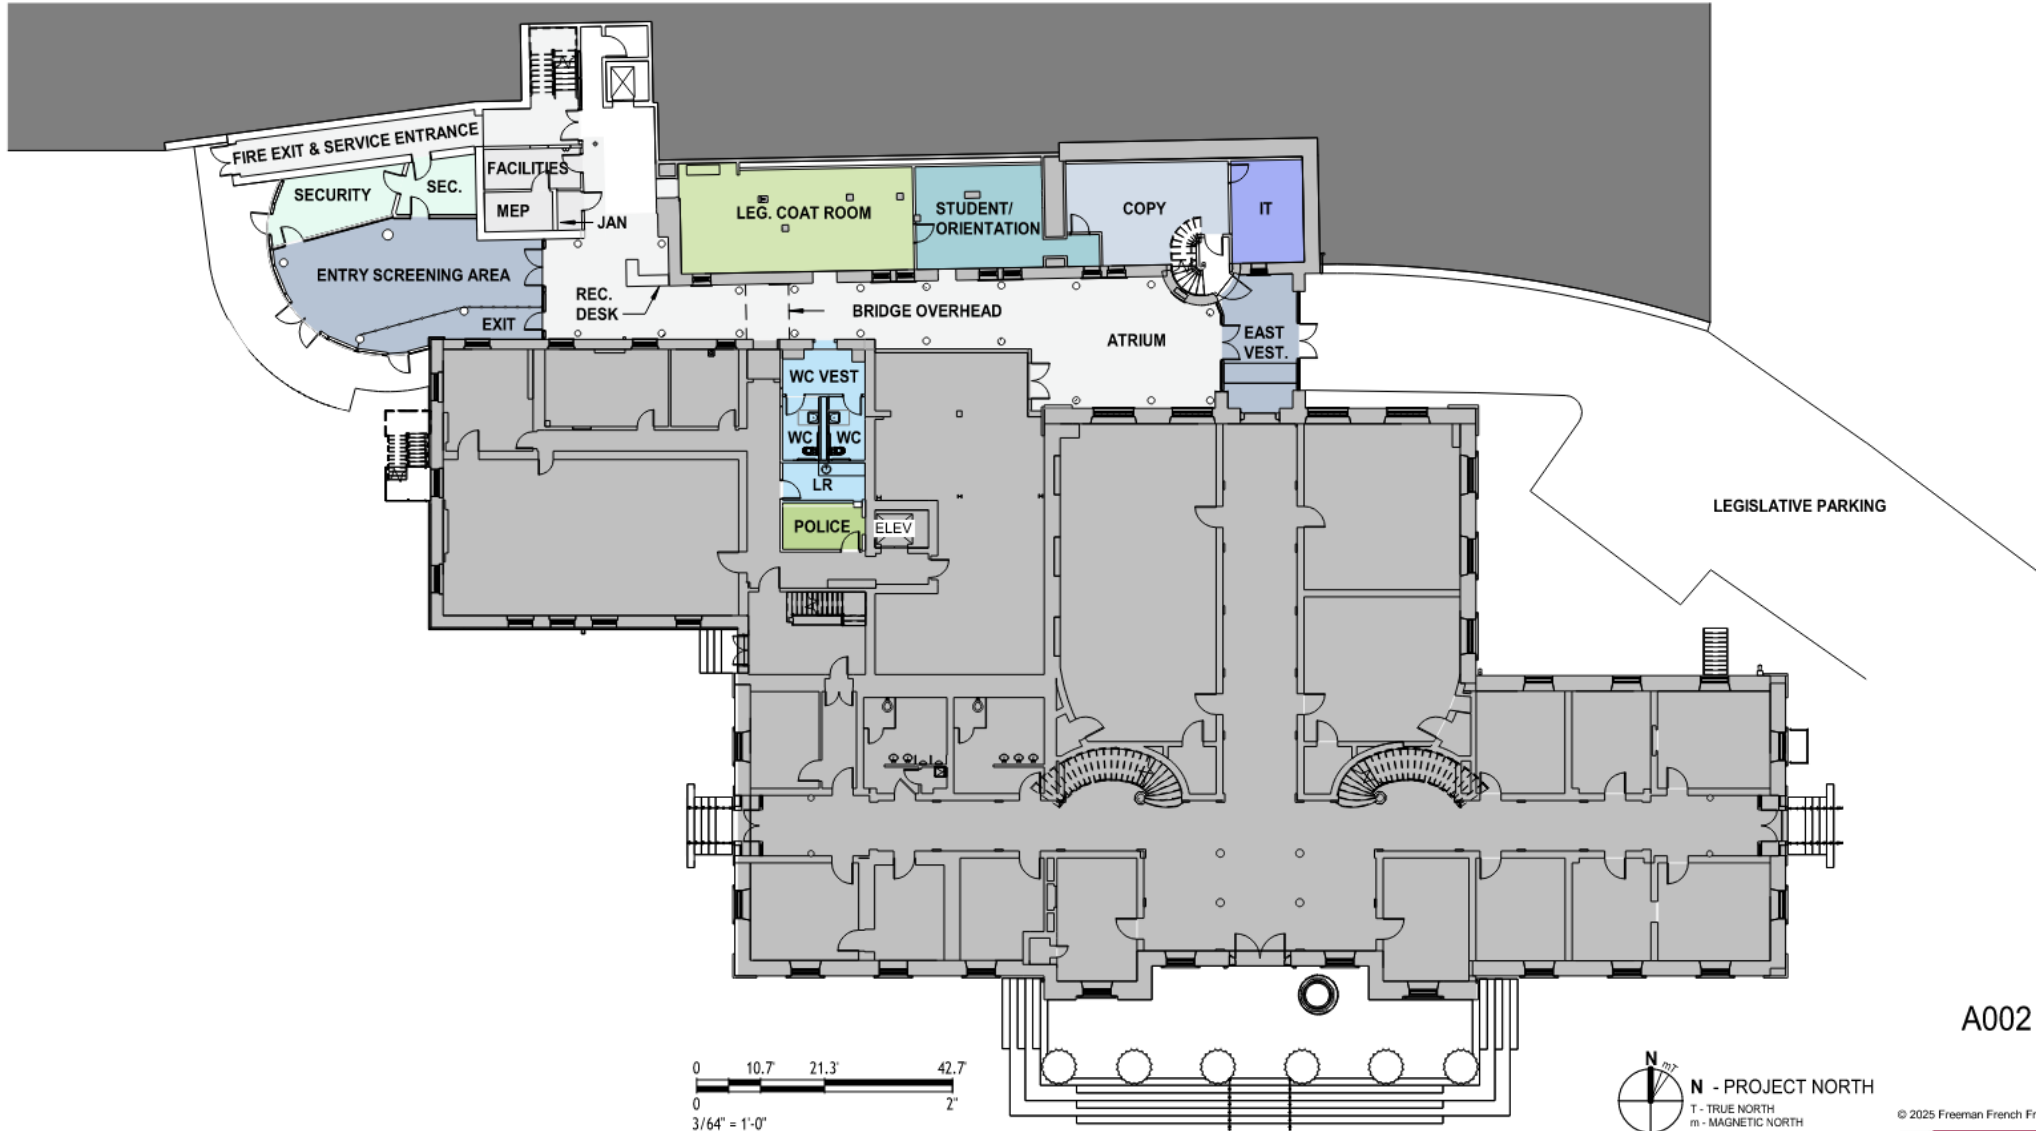 FIRE EXIT & SERVICE ENTRANCE
FACILITIES
SECURITY
SEC.
MEP
JAN
LEG. COAT ROOM
STUDENT/
ORIENTATION
COPY
IT
ENTRY SCREENING AREA
REC.
DESK
EXIT
BRIDGE OVERHEAD
ATRIUM
EAST
VEST.
WC VEST
WC
WC
LR
POLICE
ELEV
LEGISLATIVE PARKING
A002
0 10.7' 21.3' 42.7'
0 2"
3/64" = 1'-0"
N
mT
N - PROJECT NORTH
T - TRUE NORTH
m - MAGNETIC NORTH
© 2025 Freeman French Fr